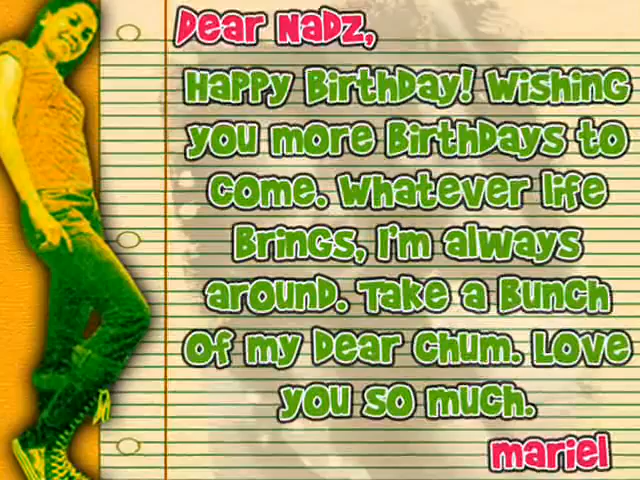 Dear Nadz,
Happy Birthday! Wishing
you more Birthdays to
come. Whatever life
Brings, I'm always
around. Take a Bunch
of my Dear Chum. Love
you so much.
mariel